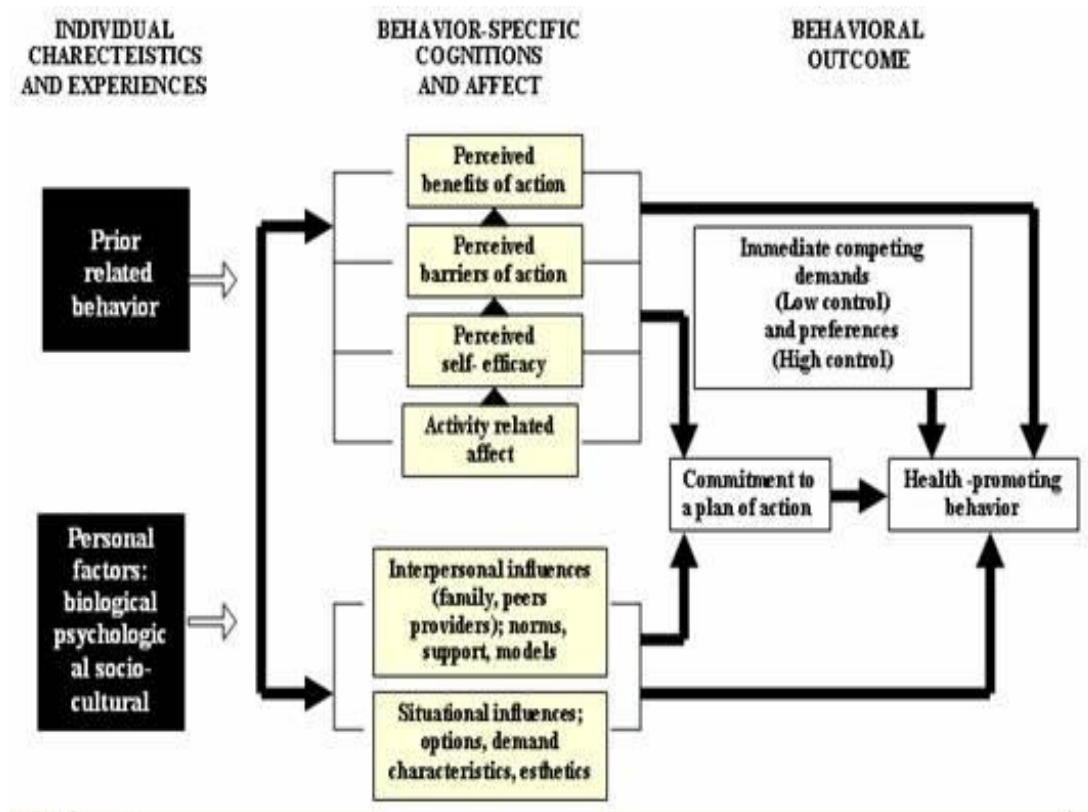 INDIVIDUAL
CHARECTEISTICS
AND EXPERIENCES
BEHAVIOR-SPECIFIC
COGNITIONS
AND AFFECT
BEHAVIORAL
OUTCOME
Prior
related
behavior
Personal
factors:
biological
psychologic
al socio-
cultural
Perceived
benefits of action
Perceived
barriers of action
Perceived
self- efficacy
Activity related
affect
Interpersonal influences
(family, peers
providers); norms,
support, models
Situational influences;
options, demand
characteristics, esthetics
Immediate competing
demands
(Low control)
and preferences
(High control)
Commitment to
a plan of action
Health -promoting
behavior